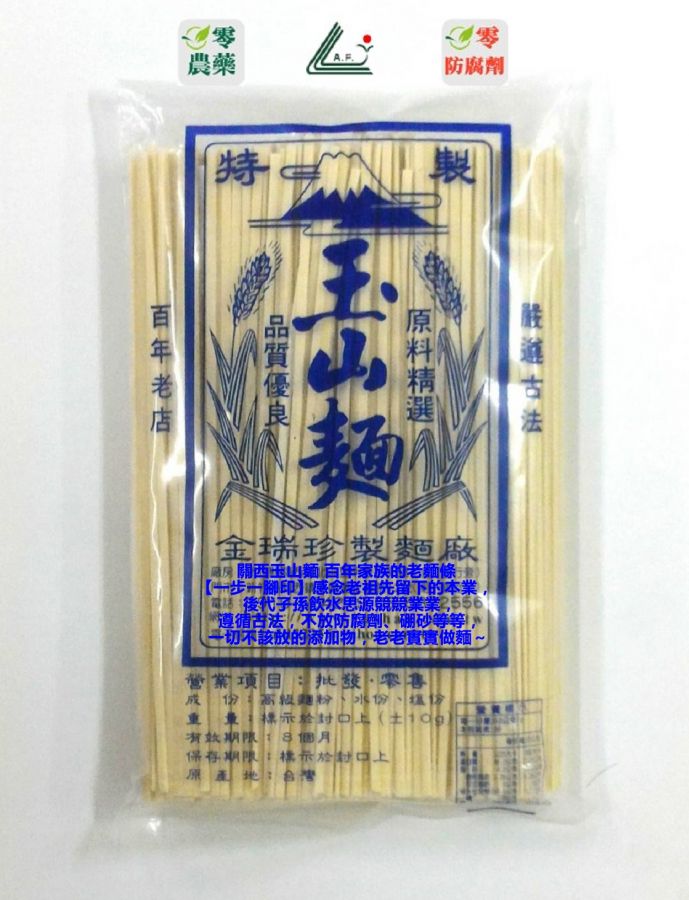 零
農藥
A.F.
零
防腐劑
特 製
玉山麵
百年老店
品質優良
原料精選
嚴選古法
金瑞珍製麵廠
關西玉山麵 百年家族的老麵條
【一步一腳印】感念老祖先留下的本業，
後代子孫飲水思源競競業業
遵循古法，不放防腐劑、硼砂等等，
一切不該放的添加物，老老實實做麵～
營業項目：批發·零售
成 份：高級麵粉、水份、塩份
重 量：標示於封口上(±10g)
有效期限：8個月
保存期限：標示於封口上
原產地：台灣